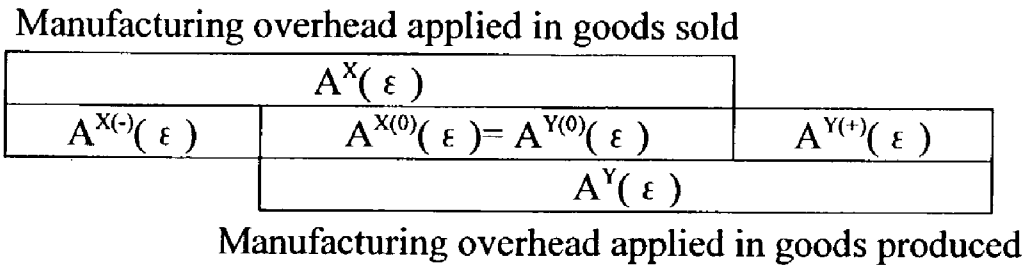 Manufacturing overhead applied in goods sold
A^X( ε )
A^X(-)( ε ) A^X(0)( ε )= A^Y(0)( ε ) A^Y(+)( ε )
A^Y( ε )
Manufacturing overhead applied in goods produced